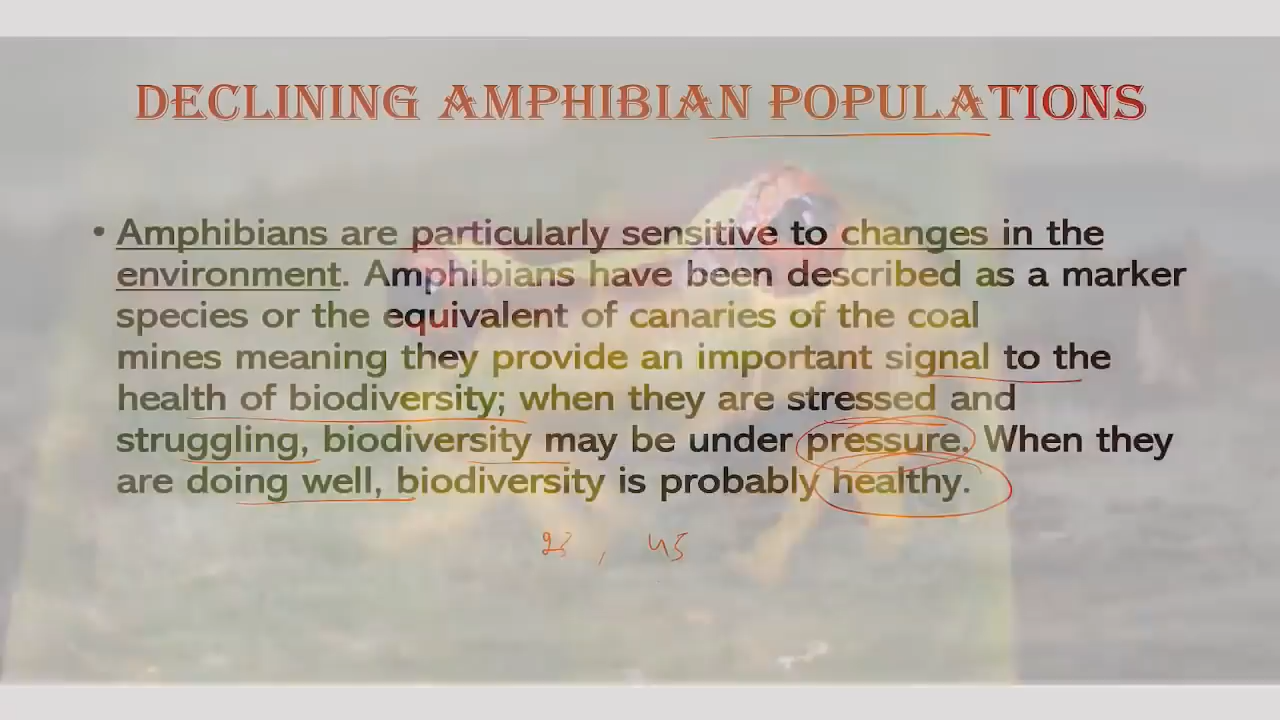 DECLINING AMPHIBIAN POPULATIONS
• Amphibians are particularly sensitive to changes in the
environment. Amphibians have been described as a marker
species or the equivalent of canaries of the coal
mines meaning they provide an important signal to the
health of biodiversity; when they are stressed and
struggling, biodiversity may be under pressure. When they
are doing well, biodiversity is probably healthy.
, 45